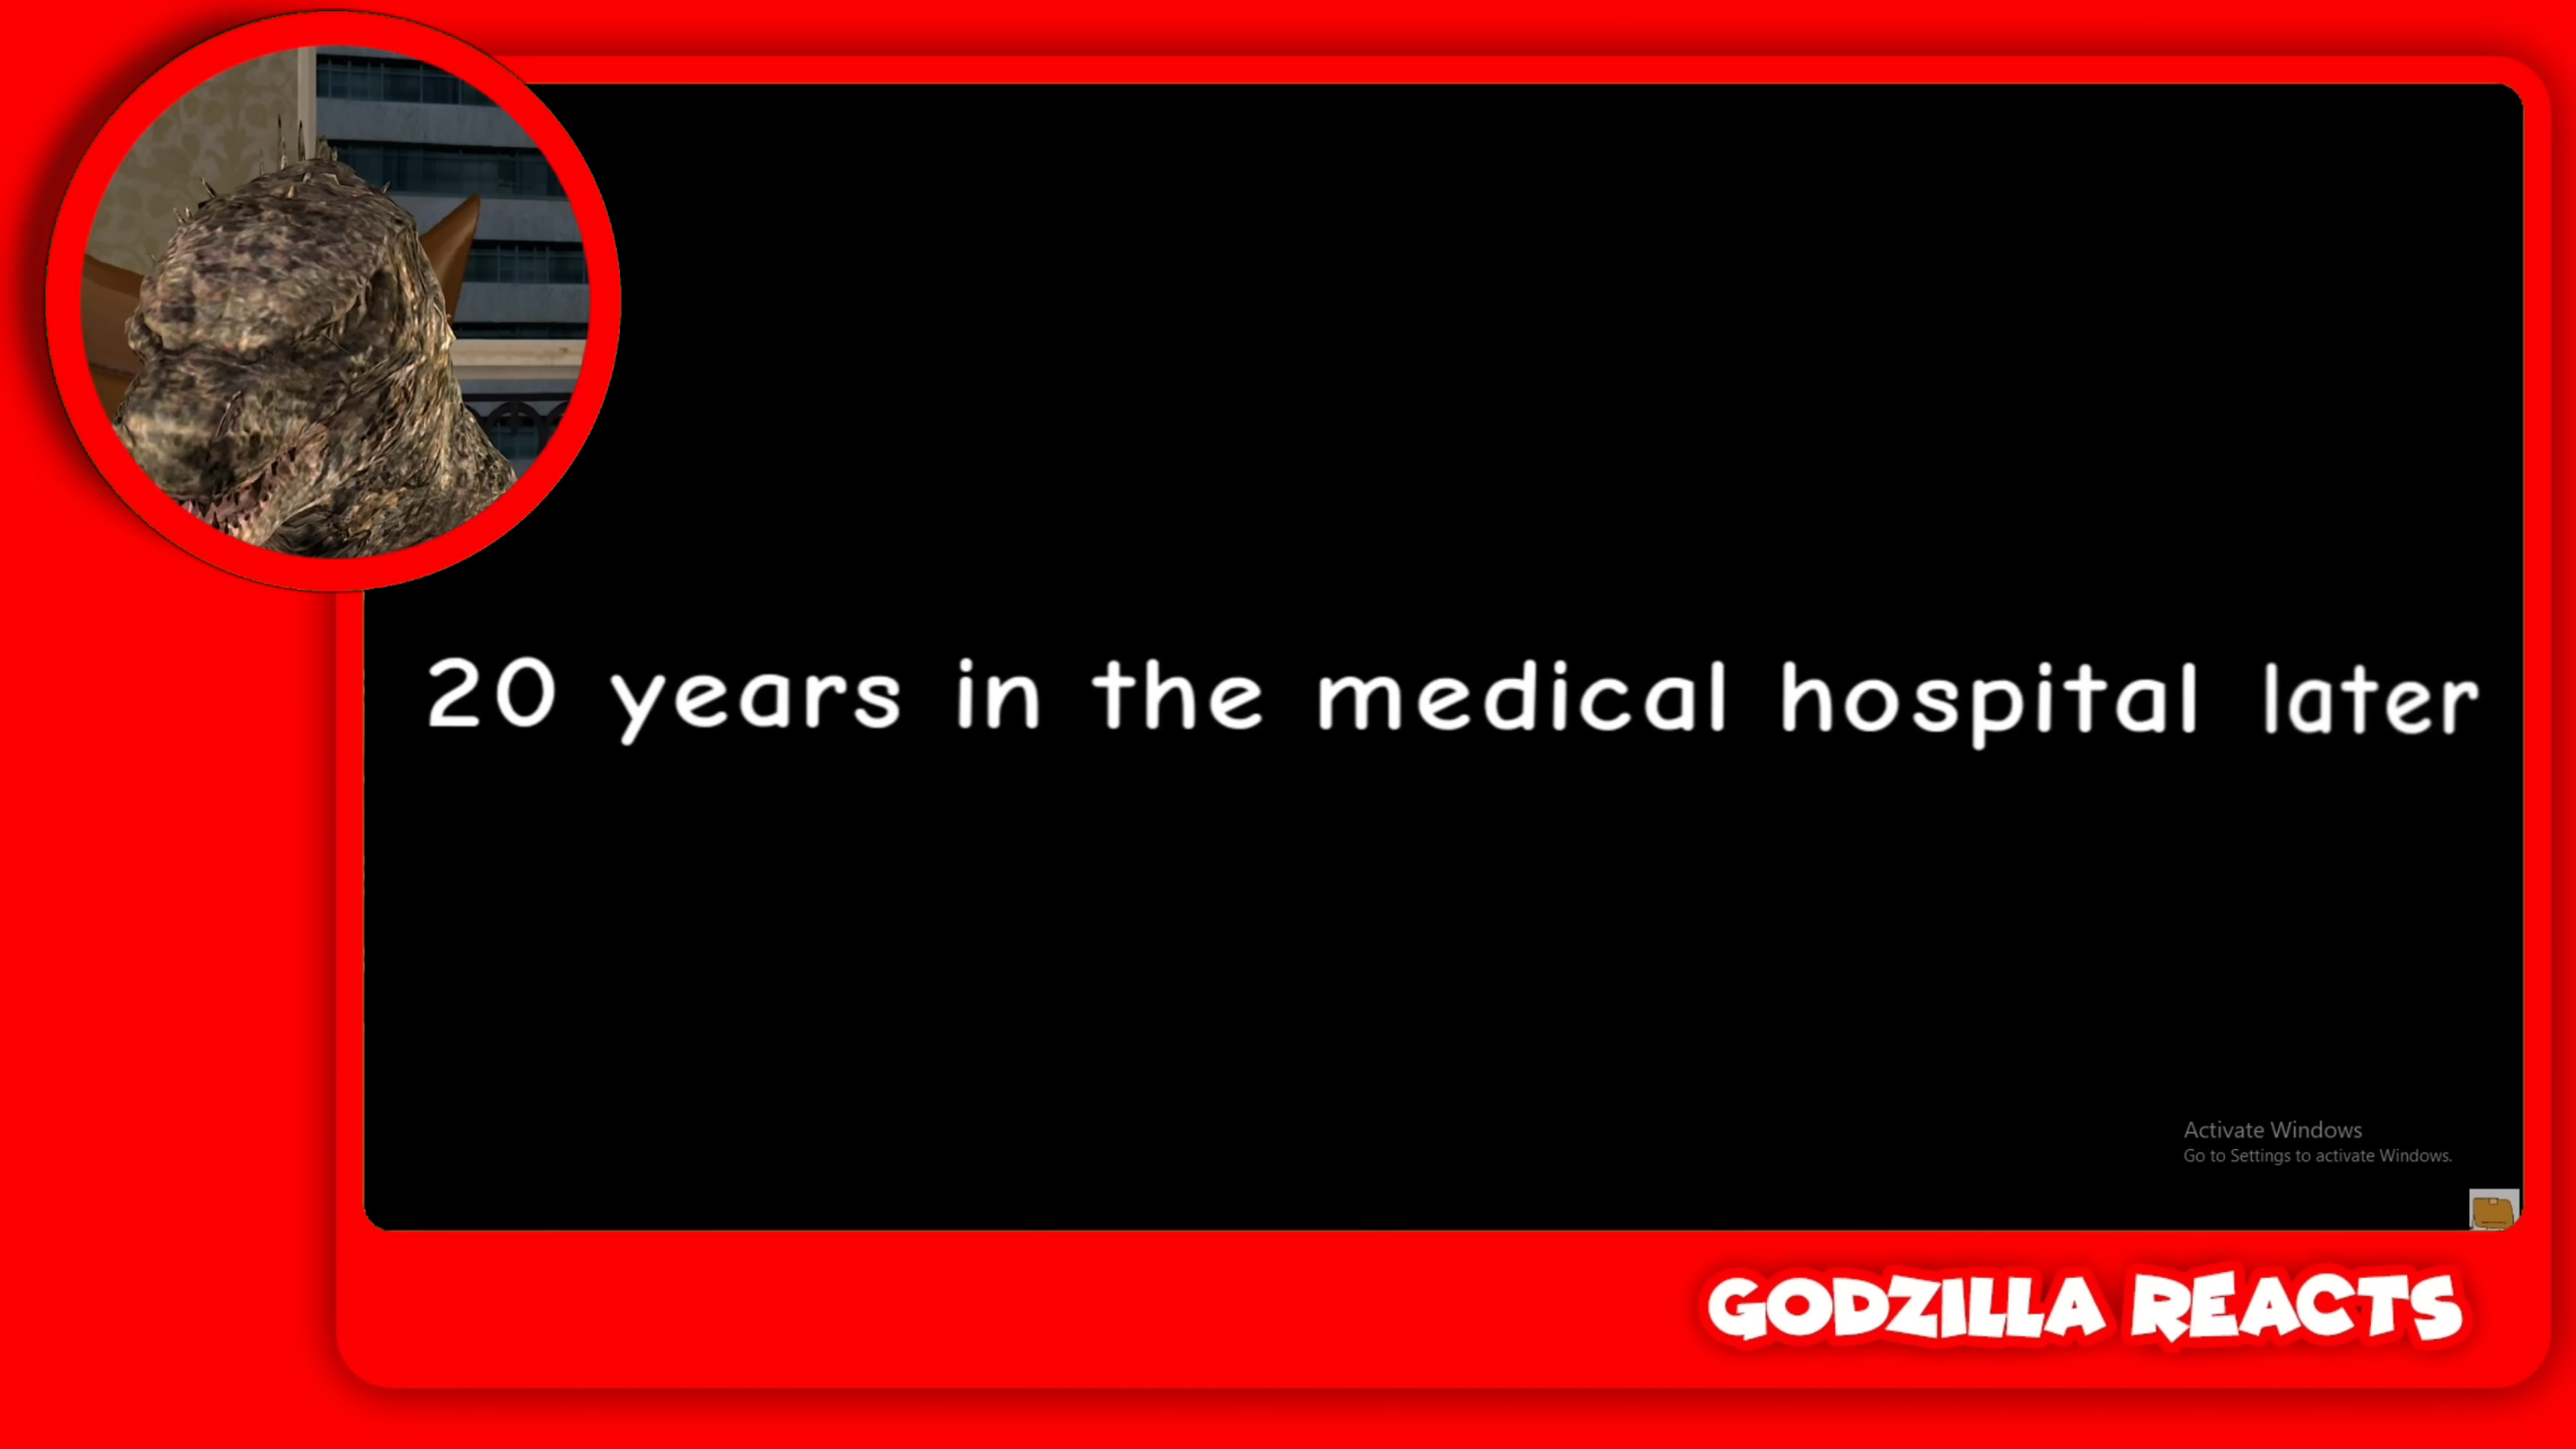 20 years in the medical hospital later
Activate Windows
Go to Settings to activate Windows.
GODZILLA REACTS